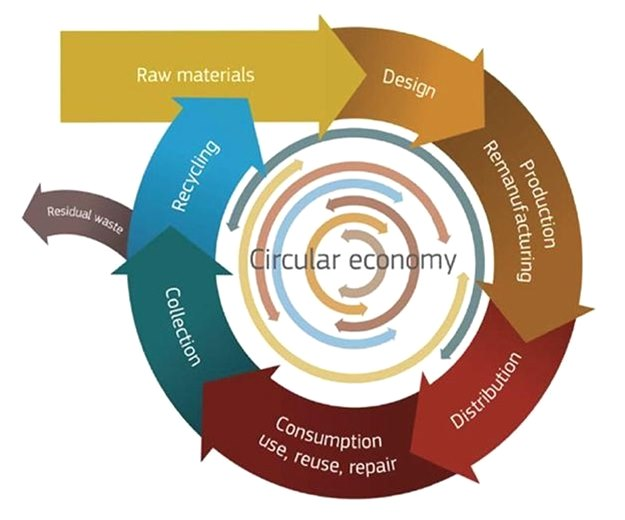 Raw materials
Design
Production
Remanufacturing
Distribution
Consumption
use, reuse, repair
Collection
Recycling
Residual waste
Circular economy